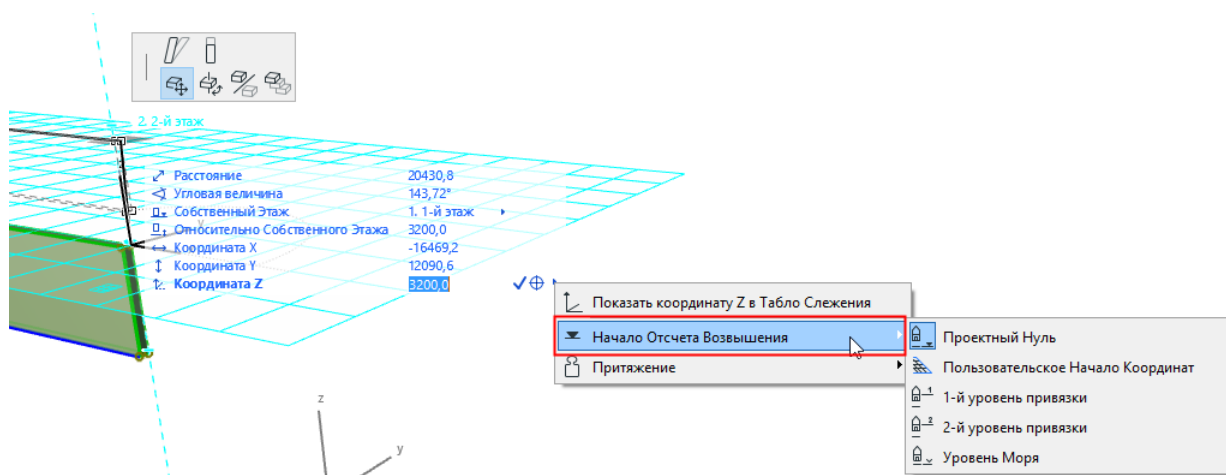 2. 2-й этаж
Расстояние 20430,8
Угловая величина 143,72°
Собственный Этаж 1. 1-й этаж
Относительно Собственного Этажа 3200,0
Координата X -16469,2
Координата Y 12090,6
Координата Z 3200,0
Показать координату Z в Табло Слежения
Начало Отсчета Возвышения
Притяжение
Проектный Нуль
Пользовательское Начало Координат
1-й уровень привязки
2-й уровень привязки
Уровень Моря
z
y